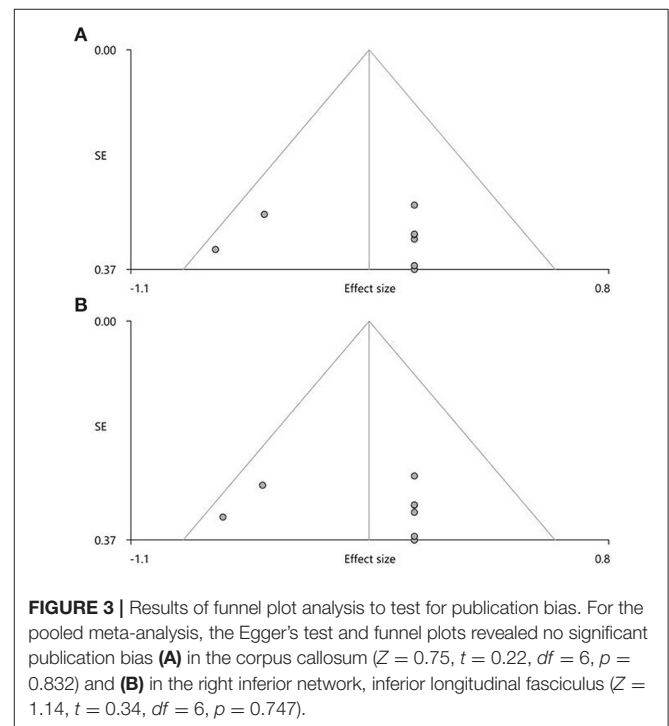 A
0.00
SE
0.37
-1.1
Effect size
0.8
B
0.00
SE
0.37
-1.1
Effect size
0.8
FIGURE 3 | Results of funnel plot analysis to test for publication bias. For the
pooled meta-analysis, the Egger's test and funnel plots revealed no significant
publication bias (A) in the corpus callosum (Z = 0.75, t = 0.22, df = 6, p =
0.832) and (B) in the right inferior network, inferior longitudinal fasciculus (Z =
1.14, t = 0.34, df = 6, p = 0.747).